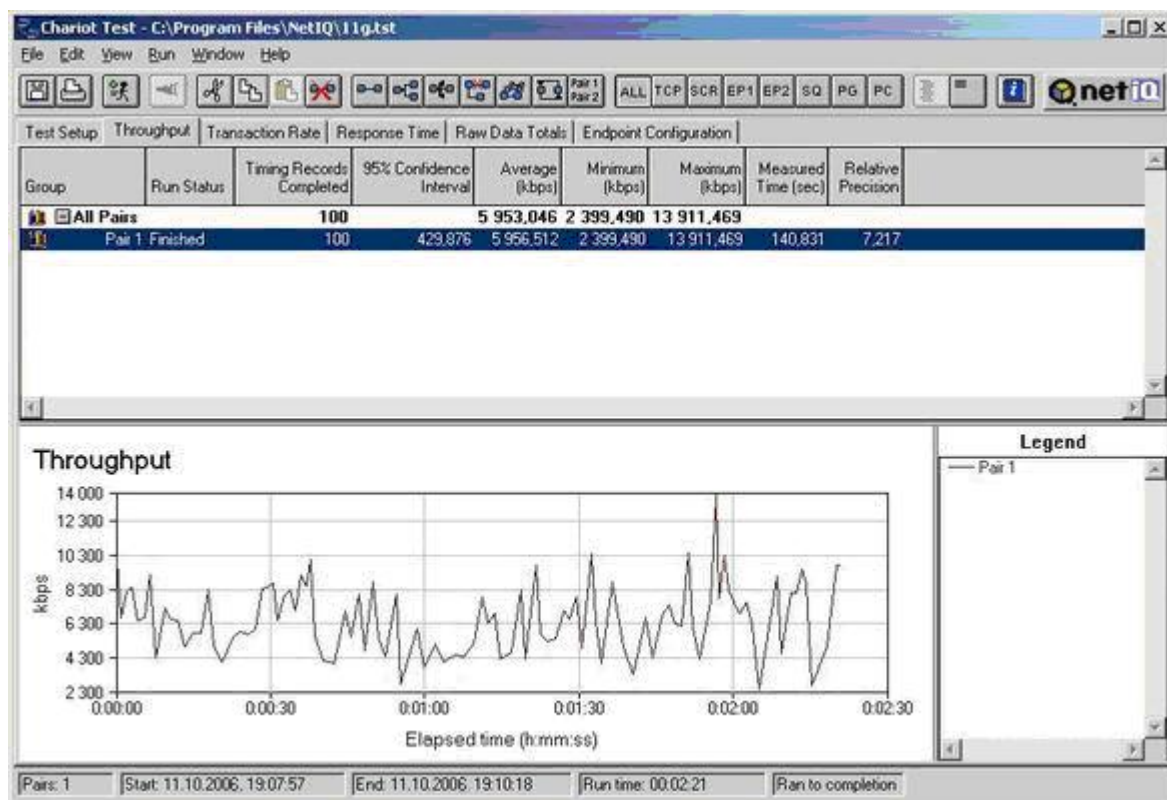 Chariot Test - C:\Program Files\NetIQ\11g.tst
File Edit View Run Window Help
Pair 1 Pair 2 ALL TCP SCR EP1 EP2 SQ PG PC netIQ
Test Setup Throughput Transaction Rate Response Time Raw Data Totals Endpoint Configuration
Group Run Status Timing Records Completed 95% Confidence Interval Average (kbps) Minimum (kbps) Maximum (kbps) Measured Time (sec) Relative Precision
All Pairs 100 5 953,046 2 399,490 13 911,469
Pair 1 Finished 100 429,876 5 956,512 2 399,490 13 911,469 140,831 7,217
Throughput
14 000
12 300
10 300
8 300
6 300
4 300
2 300
kbps
0:00:00 0:00:30 0:01:00 0:01:30 0:02:00 0:02:30
Elapsed time (h:mm:ss)
Legend
Pair 1
Pairs: 1 Start: 11.10.2006, 19:07:57 End: 11.10.2006 19:10:18 Run time: 00:02:21 Ran to completion